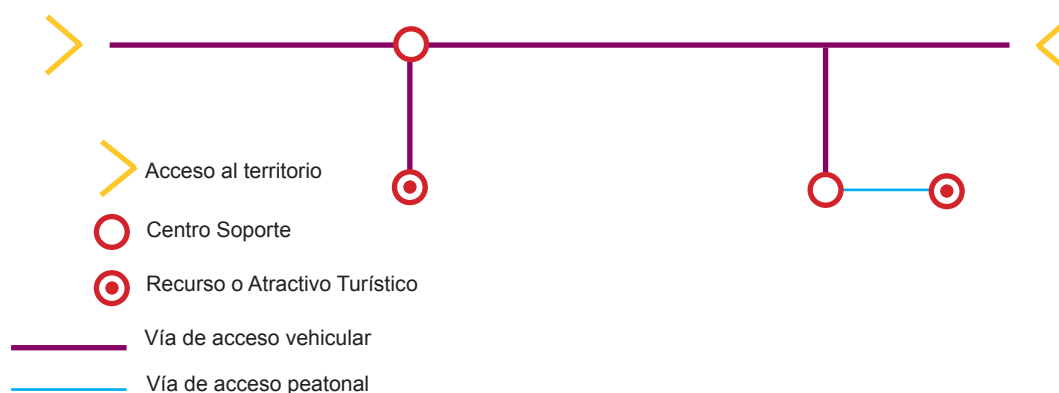 Acceso al territorio
Centro Soporte
Recurso o Atractivo Turístico
Vía de acceso vehicular
Vía de acceso peatonal